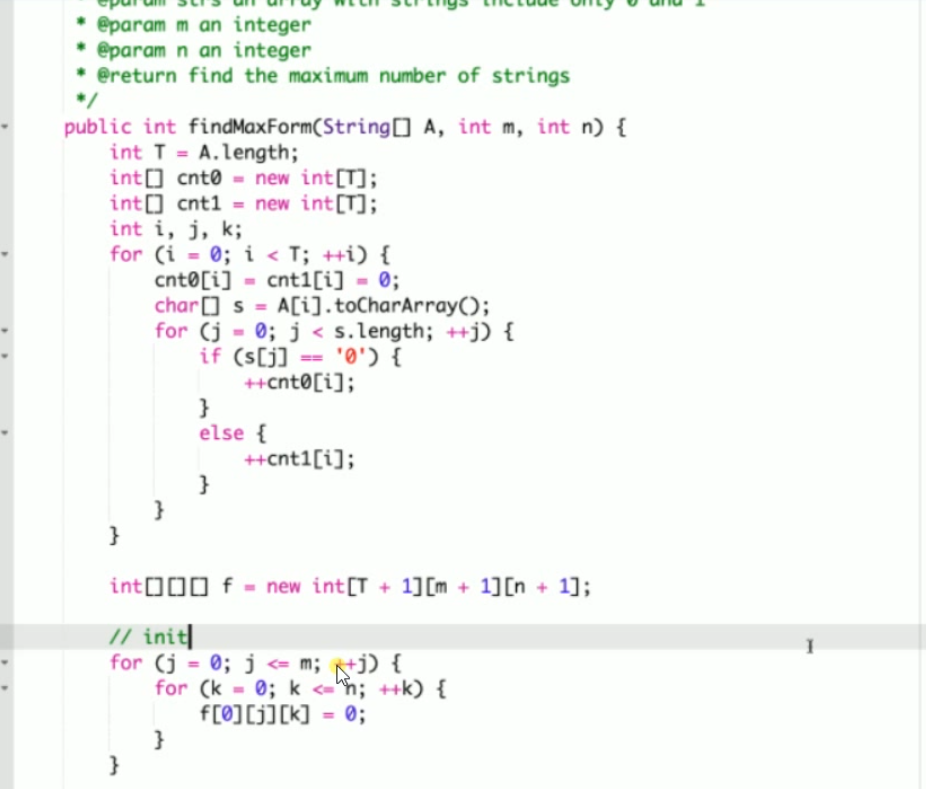 * @param strs an array with strings include only 0 and 1
* @param m an integer
* @param n an integer
* @return find the maximum number of strings
*/
public int findMaxForm(String[] A, int m, int n) {
int T = A.length;
int[] cnt0 = new int[T];
int[] cnt1 = new int[T];
int i, j, k;
for (i = 0; i < T; ++i) {
cnt0[i] = cnt1[i] = 0;
char[] s = A[i].toCharArray();
for (j = 0; j < s.length; ++j) {
if (s[j] == '0') {
++cnt0[i];
}
else {
++cnt1[i];
}
}
}
int[][][] f = new int[T + 1][m + 1][n + 1];
// init
for (j = 0; j <= m; ++j) {
for (k = 0; k <= n; ++k) {
f[0][j][k] = 0;
}
}